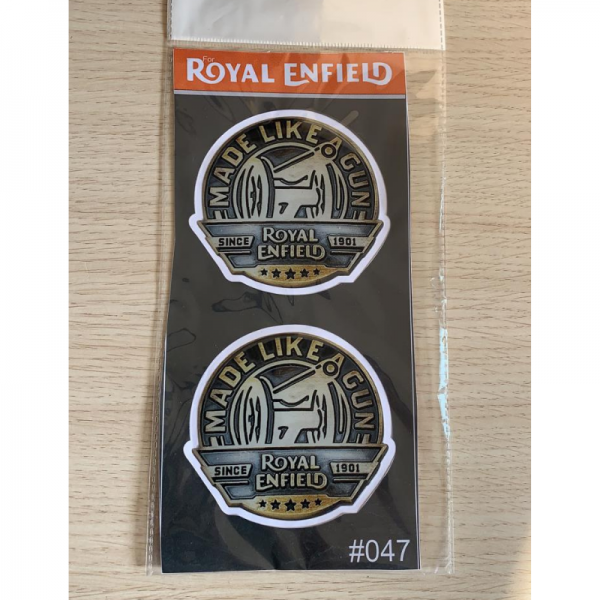 For
ROYAL ENFIELD
MADE LIKE A GUN
SINCE ROYAL ENFIELD 1901
MADE LIKE A GUN
SINCE ROYAL ENFIELD 1901
#047